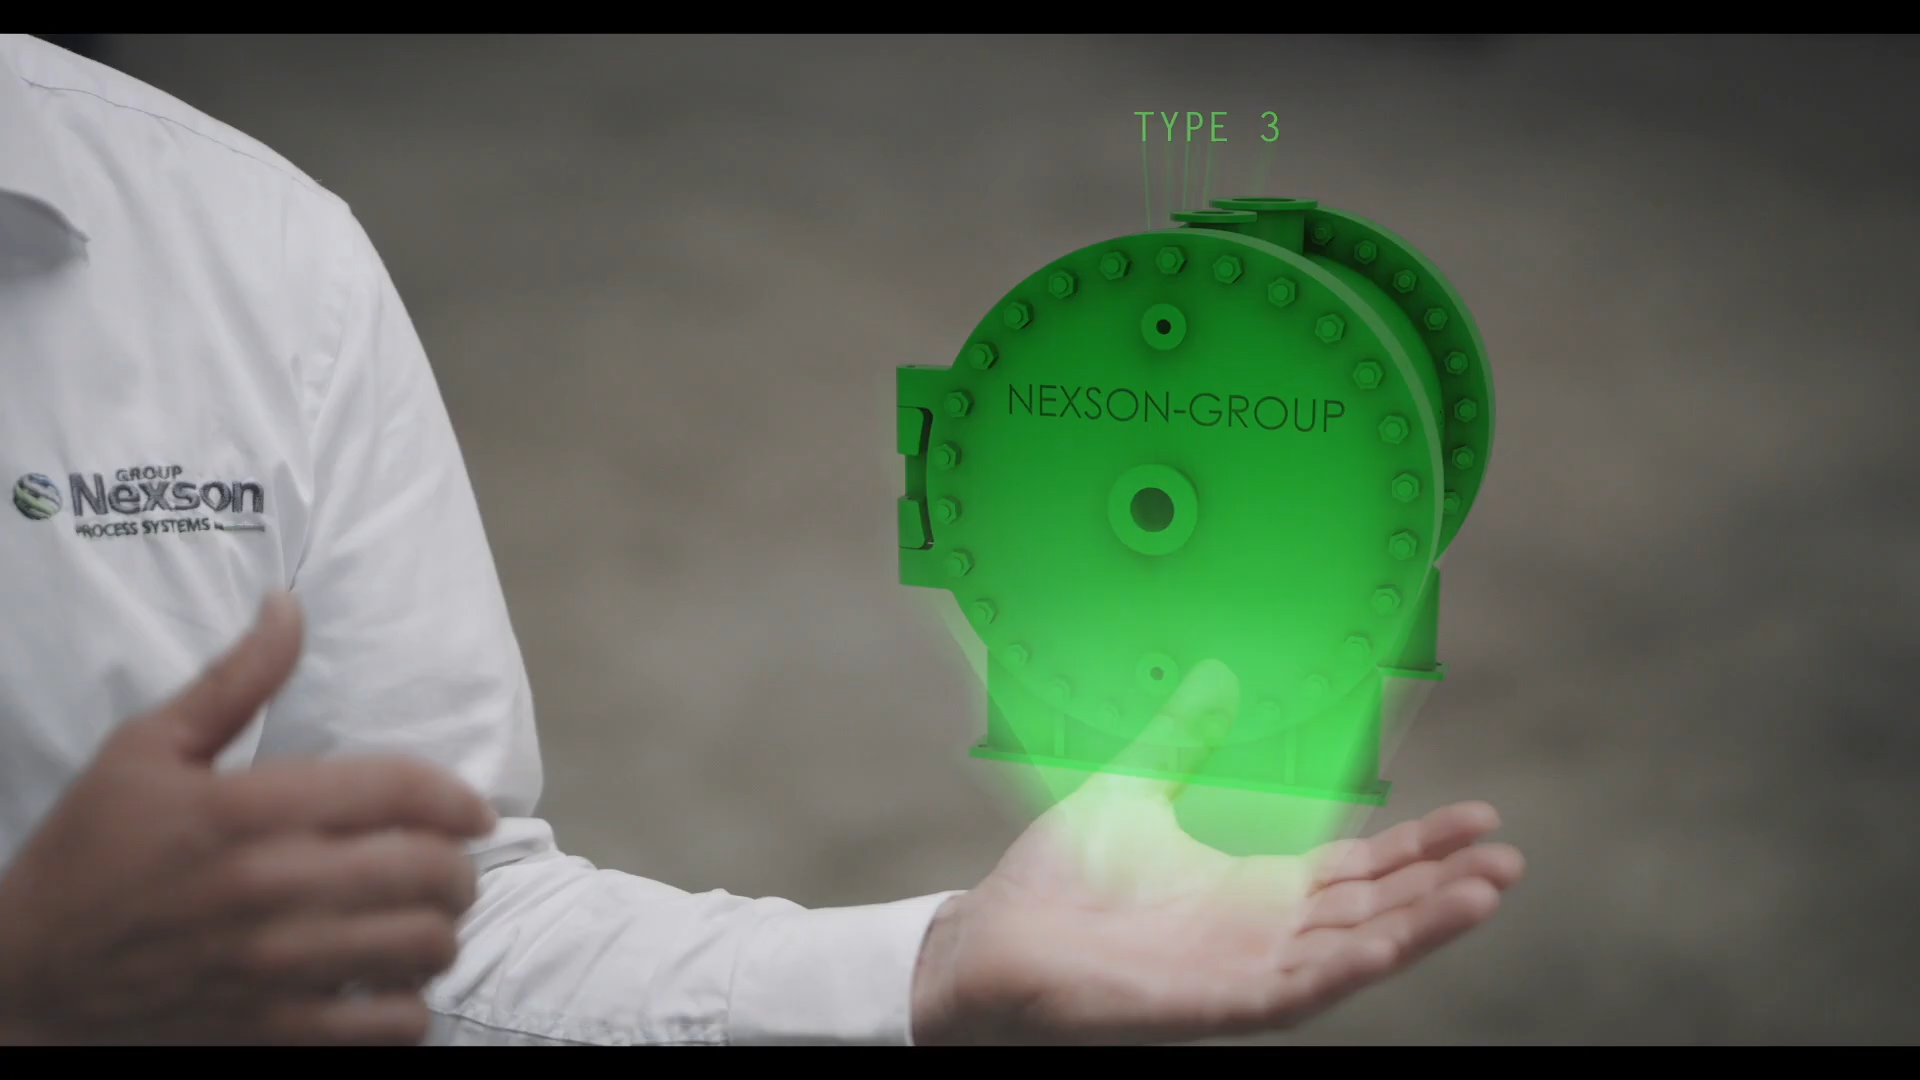 TYPE 3
NEXSON-GROUP
GROUP
Nexson
PROCESS SYSTEMS